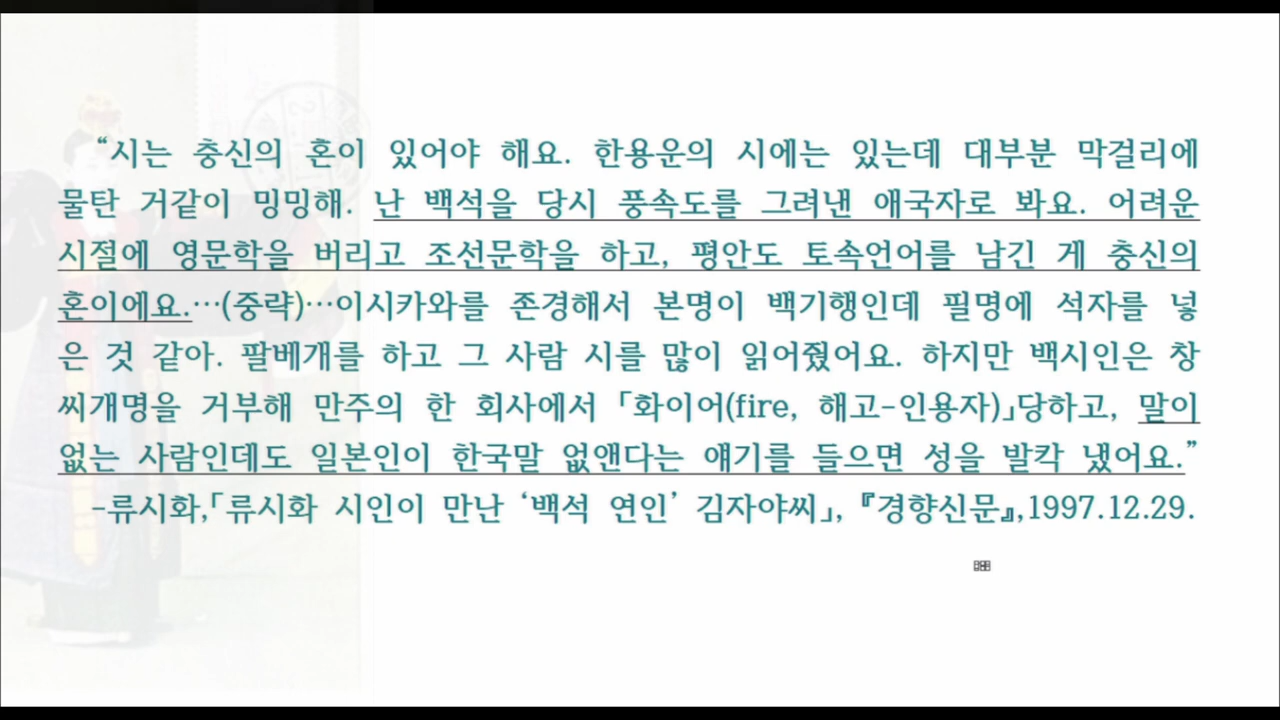 “시는 충신의 혼이 있어야 해요. 한용운의 시에는 있는데 대부분 막걸리에
물탄 거같이 밍밍해. 난 백석을 당시 풍속도를 그려낸 애국자로 봐요. 어려운
시절에 영문학을 버리고 조선문학을 하고, 평안도 토속언어를 남긴 게 충신의
혼이에요.…(중략)…이시카와를 존경해서 본명이 백기행인데 필명에 석자를 넣
은 것 같아. 팔베개를 하고 그 사람 시를 많이 읽어줬어요. 하지만 백시인은 창
씨개명을 거부해 만주의 한 회사에서 「화이어(fire, 해고-인용자)」당하고, 말이
없는 사람인데도 일본인이 한국말 없앤다는 얘기를 들으면 성을 발칵 냈어요.”
-류시화,「류시화 시인이 만난 ‘백석 연인’ 김자야씨」, 『경향신문』,1997.12.29.